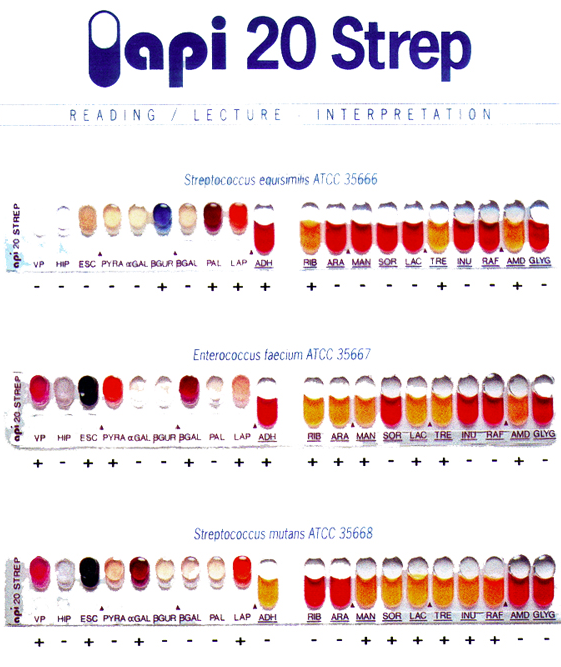 api 20 Strep
READING / LECTURE - INTERPRETATION
Streptococcus equisimilis ATCC 35666
api 20 STREP
VP HIP ESC PYRA αGAL βGUR βGAL PAL LAP ADH RIB ARA MAN SOR LAC TRE INU RAF AMD GLYG
- - - - - + - + + + + - - - - + - - + -
Enterococcus faecium ATCC 35667
api 20 STREP
VP HIP ESC PYRA αGAL βGUR βGAL PAL LAP ADH RIB ARA MAN SOR LAC TRE INU RAF AMD GLYG
+ - + + - - + - + + + + + - + + - - + -
Streptococcus mutans ATCC 35668
api 20 STREP
VP HIP ESC PYRA αGAL βGUR βGAL PAL LAP ADH RIB ARA MAN SOR LAC TRE INU RAF AMD GLYG
+ - + - + - - - + - - - + + + + + + - -